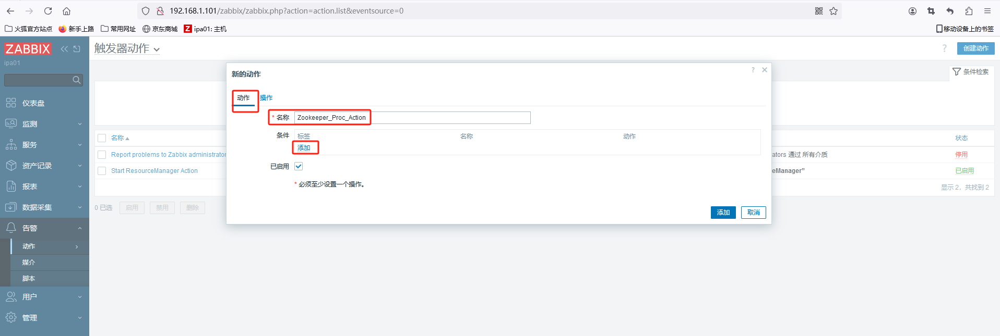 192.168.1.101/zabbix/zabbix.php?action=action.list&eventsource=0
火狐官方站点 新手上路 常用网址 京东商城 Z ipa01: 主机 移动设备上的书签
ZABBIX
ipa01
仪表盘
监测
服务
资产记录
报表
数据采集
告警
动作
媒介
脚本
用户
管理
触发器动作 ? 创建动作
条件检索
名称 状态
Report problems to Zabbix administrator ators 通过 所有介质 停用
Start ResourceManager Action eManager” 已启用
显示 2，共找到 2
0 已选 启用 禁用 删除
新的动作 ?
动作 操作
* 名称 Zookeeper_Proc_Action
条件 标签 名称 动作
添加
已启用
* 必须至少设置一个操作。
添加 取消